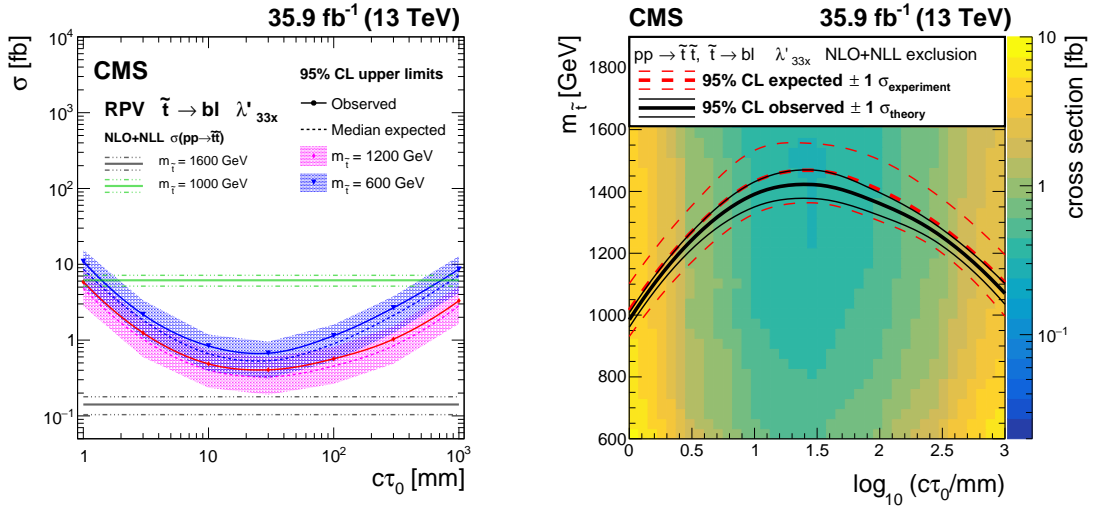 35.9 fb⁻¹ (13 TeV)
σ [fb]
10⁴
10³
10²
10
1
10⁻¹
CMS
RPV t̃ → bl λ'₃₃ₓ
NLO+NLL σ(pp→t̃t̃)
m_t̃ = 1600 GeV
m_t̃ = 1000 GeV
95% CL upper limits
Observed
Median expected
m_t̃ = 1200 GeV
m_t̃ = 600 GeV
1 10 10² 10³
cτ₀ [mm]
CMS 35.9 fb⁻¹ (13 TeV)
pp → t̃ t̃, t̃ → bl λ'₃₃ₓ NLO+NLL exclusion
95% CL expected ± 1 σ_experiment
95% CL observed ± 1 σ_theory
m_t̃ [GeV]
1800
1600
1400
1200
1000
800
600
0 0.5 1 1.5 2 2.5 3
log₁₀ (cτ₀/mm)
10
1
10⁻¹
cross section [fb]